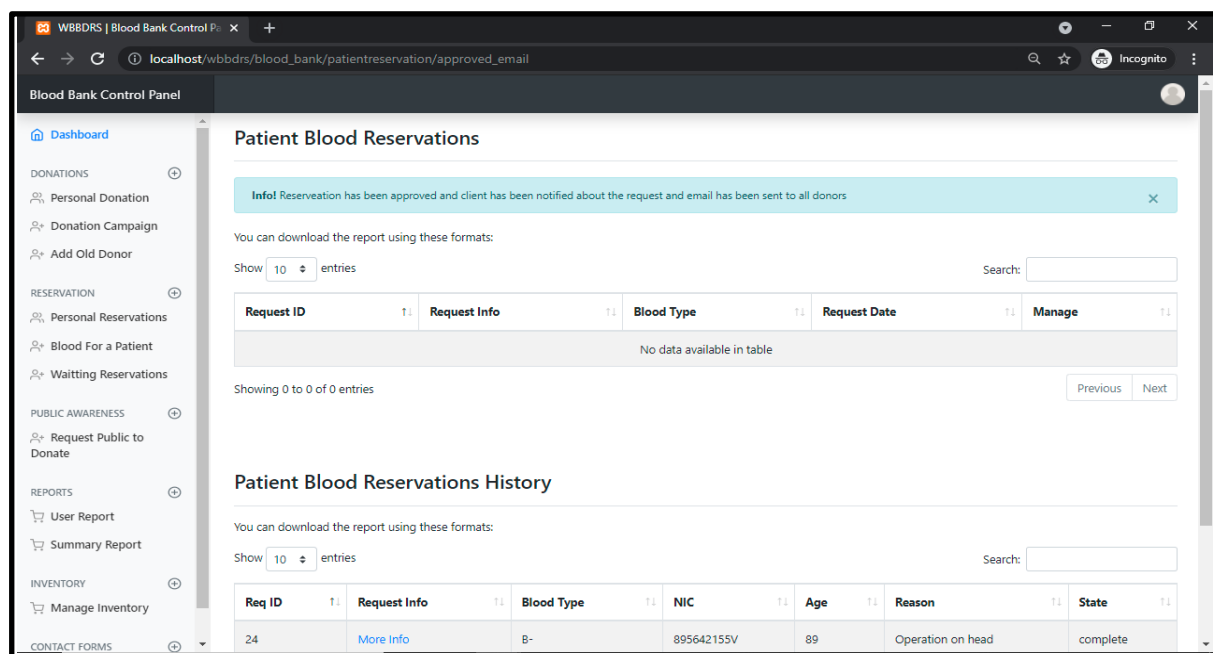 WBBDRS | Blood Bank Control Pa
localhost/wbbdrs/blood_bank/patientreservation/approved_email
Incognito
Blood Bank Control Panel
Dashboard
DONATIONS
Personal Donation
Donation Campaign
Add Old Donor
RESERVATION
Personal Reservations
Blood For a Patient
Waitting Reservations
PUBLIC AWARENESS
Request Public to
Donate
REPORTS
User Report
Summary Report
INVENTORY
Manage Inventory
CONTACT FORMS
Patient Blood Reservations
Info! Reserveation has been approved and client has been notified about the request and email has been sent to all donors
You can download the report using these formats:
Show 10 entries Search:
Request ID Request Info Blood Type Request Date Manage
No data available in table
Showing 0 to 0 of 0 entries
Previous Next
Patient Blood Reservations History
You can download the report using these formats:
Show 10 entries Search:
Req ID Request Info Blood Type NIC Age Reason State
24 More Info B- 895642155V 89 Operation on head complete